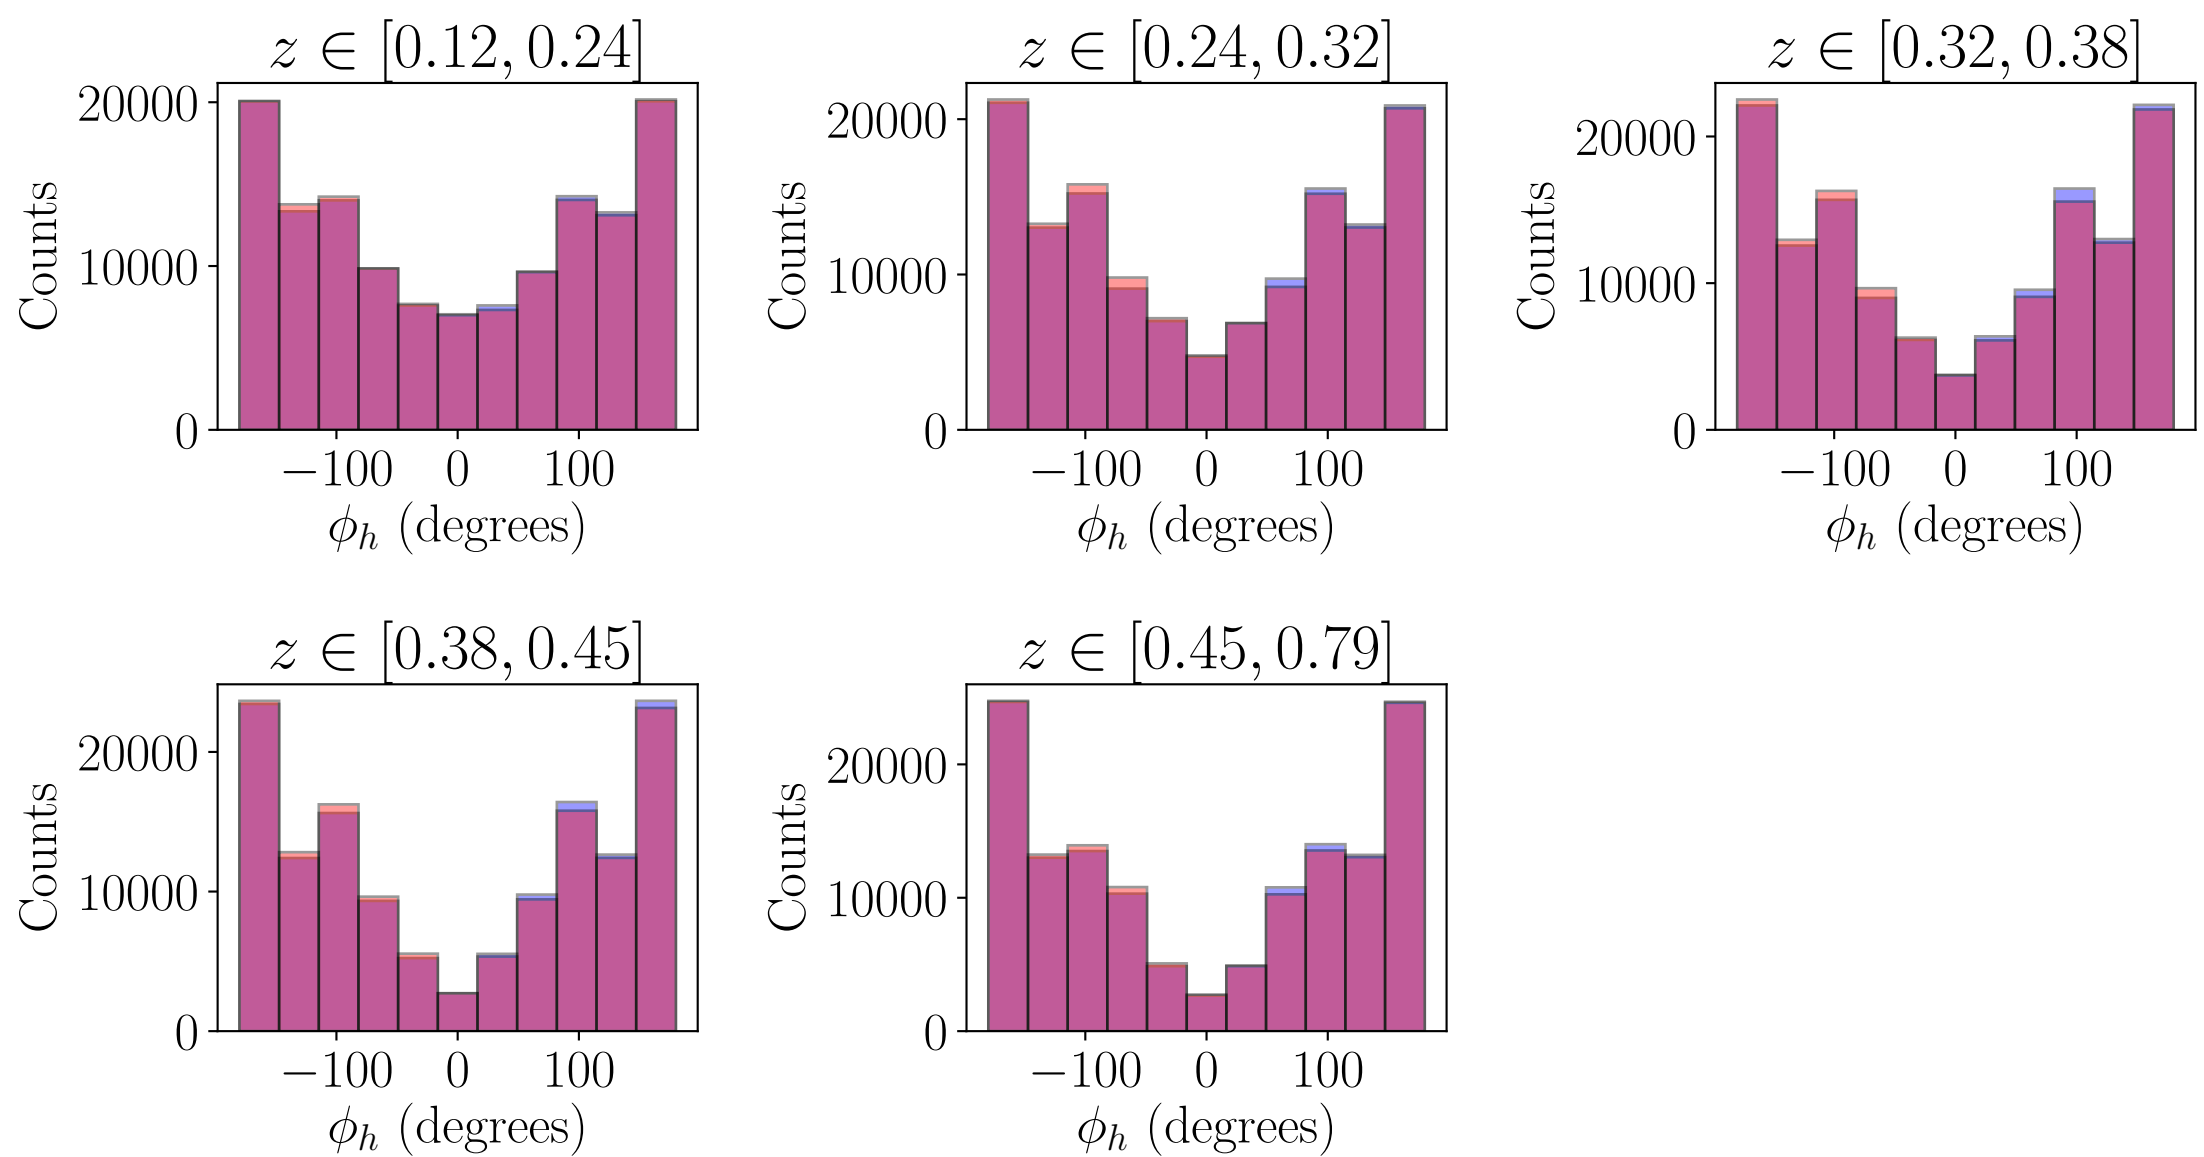 z ∈ [0.12, 0.24]
20000
10000
0
Counts
−100 0 100
ϕh (degrees)
z ∈ [0.24, 0.32]
20000
10000
0
Counts
−100 0 100
ϕh (degrees)
z ∈ [0.32, 0.38]
20000
10000
0
Counts
−100 0 100
ϕh (degrees)
z ∈ [0.38, 0.45]
20000
10000
0
Counts
−100 0 100
ϕh (degrees)
z ∈ [0.45, 0.79]
20000
10000
0
Counts
−100 0 100
ϕh (degrees)